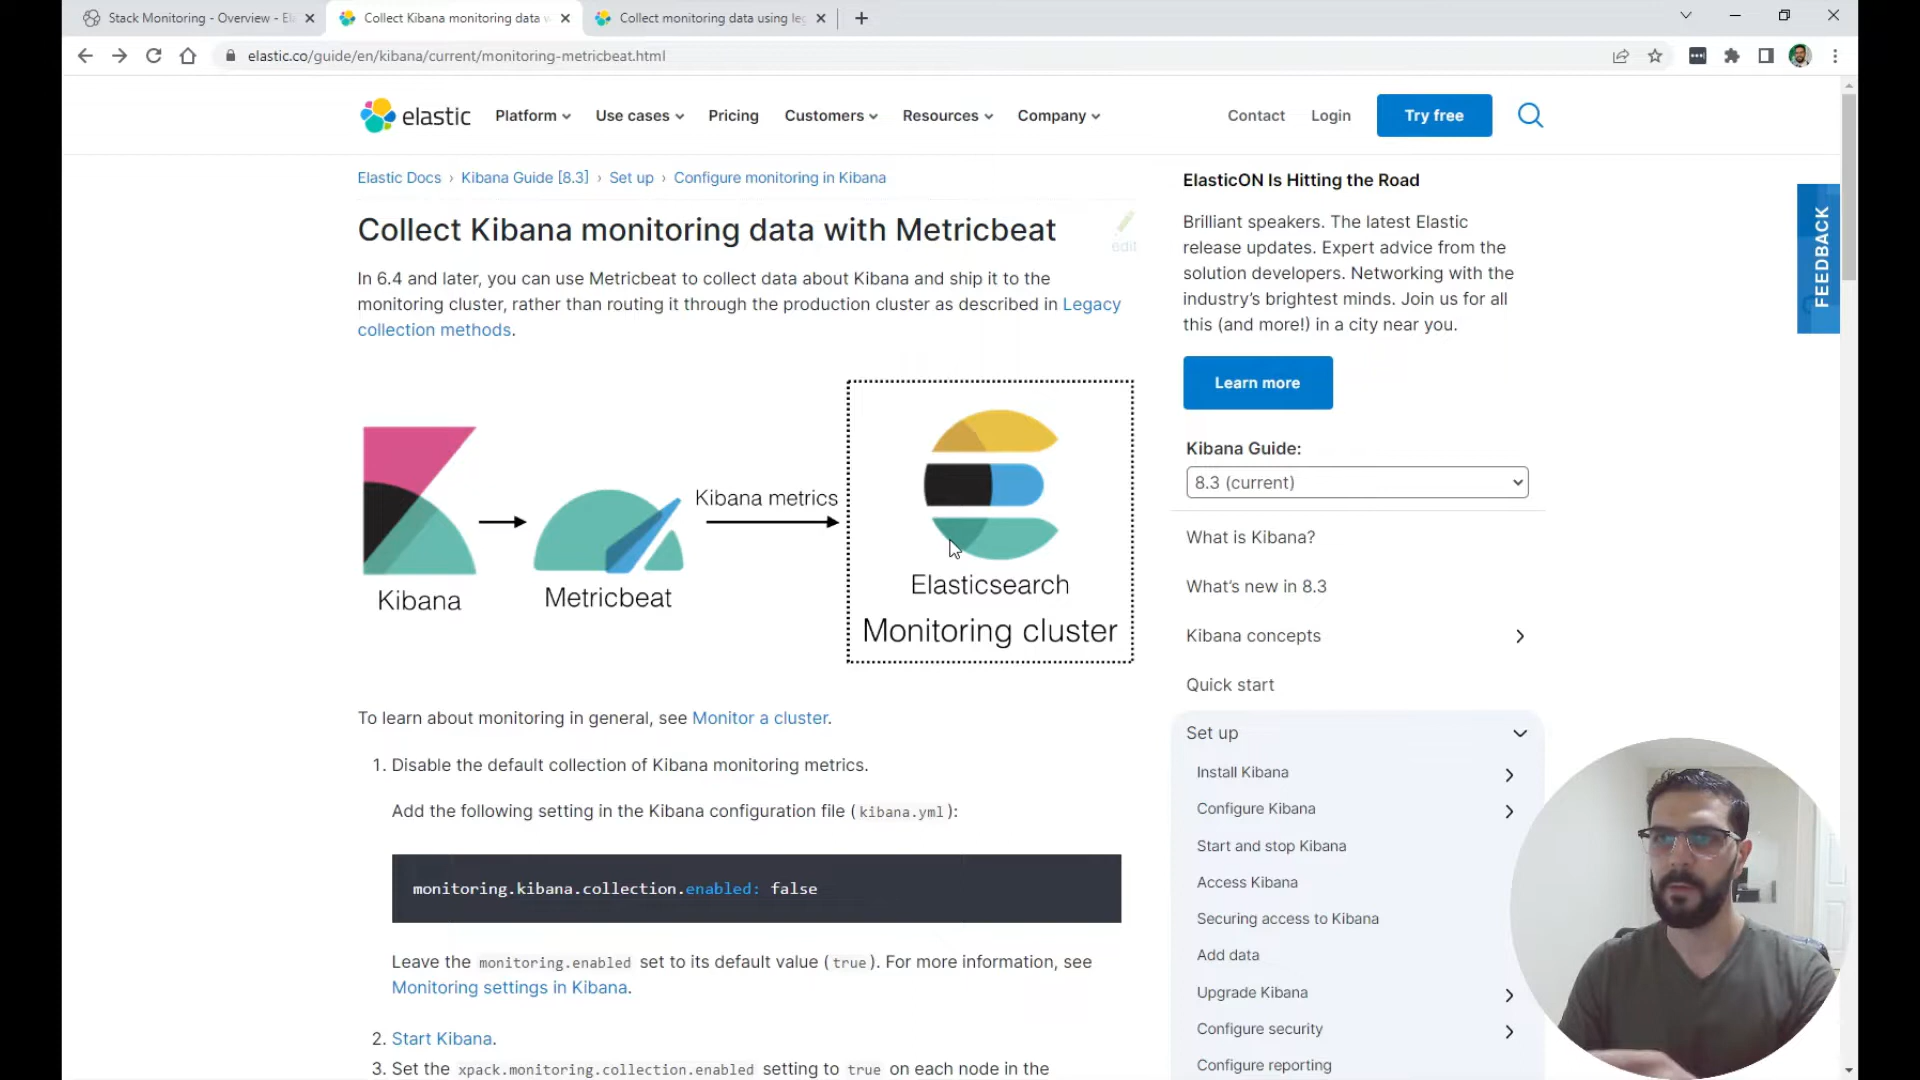 Stack Monitoring - Overview - El
Collect Kibana monitoring data w
Collect monitoring data using leg
elastic.co/guide/en/kibana/current/monitoring-metricbeat.html
elastic
Platform
Use cases
Pricing
Customers
Resources
Company
Contact
Login
Try free
Elastic Docs › Kibana Guide [8.3] › Set up › Configure monitoring in Kibana
Collect Kibana monitoring data with Metricbeat
edit
In 6.4 and later, you can use Metricbeat to collect data about Kibana and ship it to the
monitoring cluster, rather than routing it through the production cluster as described in Legacy
collection methods.
Kibana
Metricbeat
Kibana metrics
Elasticsearch
Monitoring cluster
To learn about monitoring in general, see Monitor a cluster.
1. Disable the default collection of Kibana monitoring metrics.
Add the following setting in the Kibana configuration file (kibana.yml):
monitoring.kibana.collection.enabled: false
Leave the monitoring.enabled set to its default value (true). For more information, see
Monitoring settings in Kibana.
2. Start Kibana.
3. Set the xpack.monitoring.collection.enabled setting to true on each node in the
ElasticON Is Hitting the Road
Brilliant speakers. The latest Elastic
release updates. Expert advice from the
solution developers. Networking with the
industry's brightest minds. Join us for all
this (and more!) in a city near you.
Learn more
Kibana Guide:
8.3 (current)
What is Kibana?
What's new in 8.3
Kibana concepts
Quick start
Set up
Install Kibana
Configure Kibana
Start and stop Kibana
Access Kibana
Securing access to Kibana
Add data
Upgrade Kibana
Configure security
Configure reporting
FEEDBACK